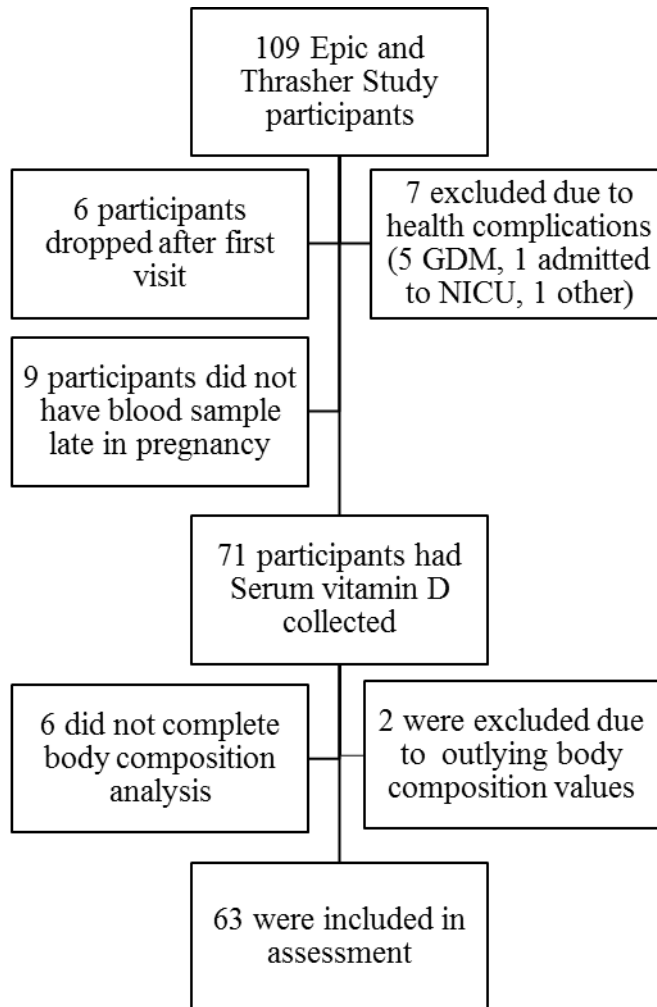 109 Epic and
Thrasher Study
participants
6 participants
dropped after first
visit
7 excluded due to
health complications
(5 GDM, 1 admitted
to NICU, 1 other)
9 participants did not
have blood sample
late in pregnancy
71 participants had
Serum vitamin D
collected
6 did not complete
body composition
analysis
2 were excluded due
to outlying body
composition values
63 were included in
assessment